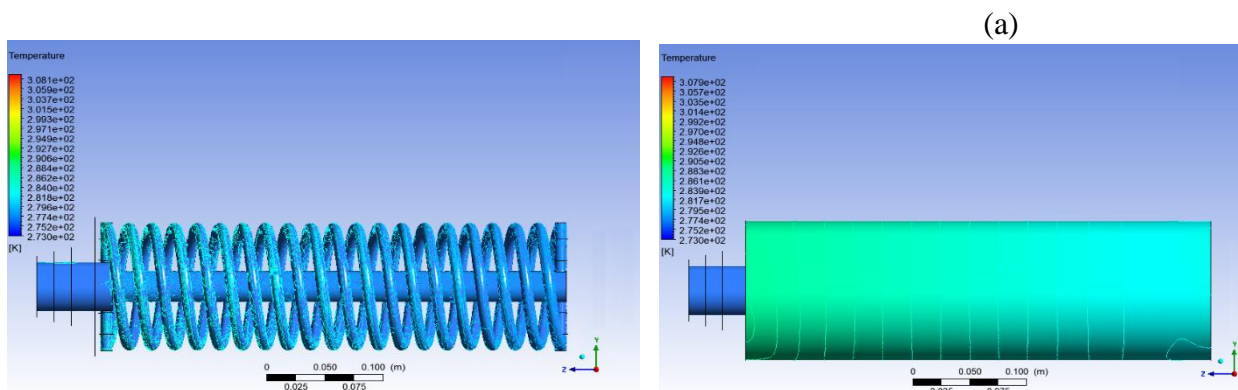 (a)
Temperature
3.081e+02
3.059e+02
3.037e+02
3.015e+02
2.993e+02
2.971e+02
2.949e+02
2.927e+02
2.906e+02
2.884e+02
2.862e+02
2.840e+02
2.818e+02
2.796e+02
2.774e+02
2.752e+02
2.730e+02
[K]
0 0.050 0.100 (m)
0.025 0.075
Y
Z
Temperature
3.079e+02
3.057e+02
3.035e+02
3.014e+02
2.992e+02
2.970e+02
2.948e+02
2.926e+02
2.905e+02
2.883e+02
2.861e+02
2.839e+02
2.817e+02
2.795e+02
2.774e+02
2.752e+02
2.730e+02
[K]
0 0.050 0.100 (m)
0.025 0.075
Y
Z